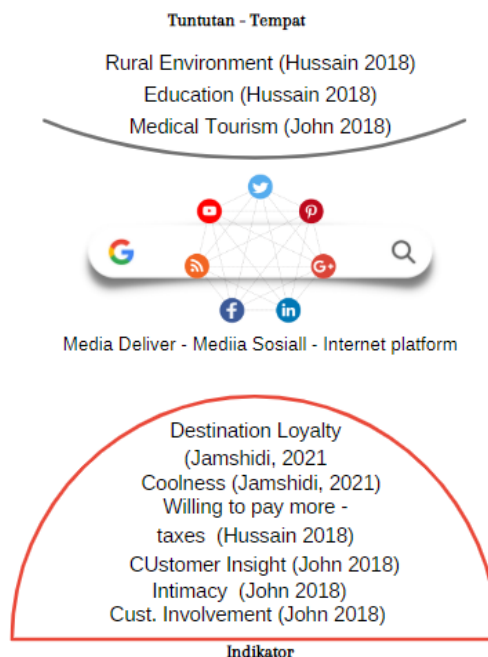 Tuntutan - Tempat
Rural Environment (Hussain 2018)
Education (Hussain 2018)
Medical Tourism (John 2018)
Media Deliver - Mediia Sosiall - Internet platform
Destination Loyalty
(Jamshidi, 2021
Coolness (Jamshidi, 2021)
Willing to pay more -
taxes (Hussain 2018)
CUstomer Insight (John 2018)
Intimacy (John 2018)
Cust. Involvement (John 2018)
Indikator